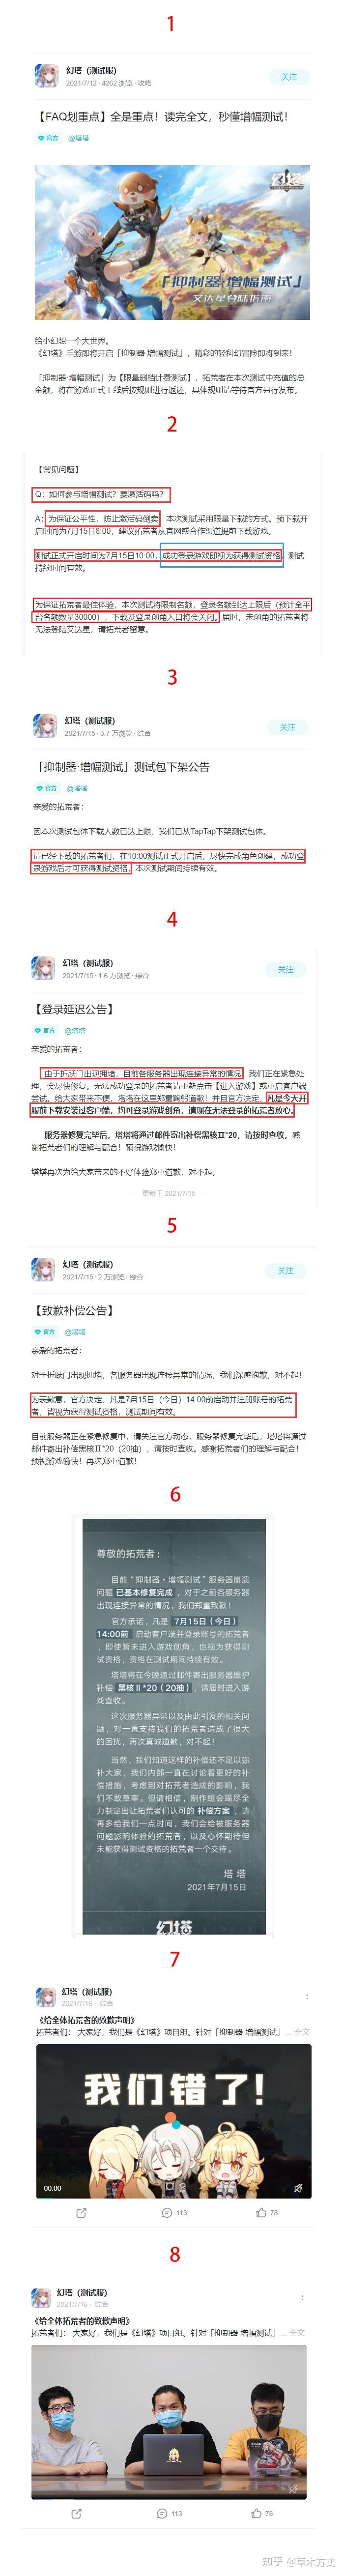 1
幻塔（测试服）
2021/7/12 · 4262 浏览 · 攻略
关注
【FAQ划重点】全是重点！读完全文，秒懂增幅测试！
官方 @塔塔
幻塔
「抑制器·增幅测试」
艾达星登陆指南
给小幻想一个大世界。
《幻塔》手游即将开启「抑制器·增幅测试」，精彩的轻科幻冒险即将到来！
「抑制器·增幅测试」为【限量删档计费测试】，拓荒者在本次测试中充值的总
金额，将在游戏正式上线后按规则进行返还，具体规则请等待官方另行发布。
2
【常见问题】
Q：如何参与增幅测试？要激活码吗？
A：为保证公平性，防止激活码倒卖，本次测试采用限量下载的方式。预下载开
启时间为7月15日8:00，建议拓荒者从官网或合作渠道提前下载游戏。
测试正式开启时间为7月15日10:00，成功登录游戏即视为获得测试资格，测试
持续时间有效。
为保证拓荒者最佳体验，本次测试将限制名额，登录名额到达上限后（预计全平
台名额数量30000），下载及登录创角入口将会关闭。届时，未创角的拓荒者将
无法登陆艾达星，请拓荒者留意。
3
幻塔（测试服）
2021/7/15 · 3.7 万浏览 · 综合
关注
「抑制器·增幅测试」测试包下架公告
官方 @塔塔
亲爱的拓荒者：
因本次测试包体下载人数已达上限，我们已从TapTap下架测试包体。
请已经下载的拓荒者们，在10:00测试正式开启后，尽快完成角色创建，成功登
录游戏后才可获得测试资格，本次测试期间持续有效。
4
幻塔（测试服）
2021/7/15 · 1.6 万浏览 · 综合
关注
【登录延迟公告】
官方 @塔塔
亲爱的拓荒者：
由于折跃门出现拥堵，目前各服务器出现连接异常的情况，我们正在紧急处
理，会尽快修复。无法成功登录的拓荒者请重新点击【进入游戏】或重启客户端
尝试。给大家带来不便，塔塔在这里郑重鞠躬道歉！并且官方决定，凡是今天开
服前下载安装过客户端，均可登录游戏创角，请现在无法登录的拓荒者放心。
服务器修复完毕后，塔塔将通过邮件寄出补偿黑核Ⅱ*20，请按时查收。感
谢拓荒者们的理解与配合！预祝游戏愉快！
塔塔再次为给大家带来的不好体验郑重道歉，对不起。
更新于 2021/7/15
5
幻塔（测试服）
2021/7/15 · 2 万浏览 · 综合
关注
【致歉补偿公告】
官方 @塔塔
亲爱的拓荒者：
对于折跃门出现拥堵，各服务器出现连接异常的情况，我们深感抱歉，对不起！
为表歉意，官方决定，凡是7月15日（今日）14:00前启动并注册账号的拓荒
者，皆视为获得测试资格，测试期间有效。
目前服务器正在紧急修复中，请关注官方动态，服务器修复完毕后，塔塔将通过
邮件寄出补偿黑核Ⅱ*20（20抽），请按时查收。感谢拓荒者们的理解与配合！
预祝游戏愉快！再次郑重道歉！
6
尊敬的拓荒者：
目前“抑制器·增幅测试”服务器崩溃
问题 已基本修复完成 ，对于之前各服务器
出现连接异常的情况，我们郑重致歉！
官方承诺，凡是 7月15日（今日）
14:00前 启动客户端并登录账号的拓荒者
，即使暂未进入游戏创角，也视为获得测
试资格，资格在测试期间持续有效。
塔塔将在今晚通过邮件寄出服务器维护
补偿 黑核Ⅱ*20（20抽），请届时进入游
戏查收。
这次服务器异常以及由此引发的相关问
题，对一直支持我们的拓荒者造成了很大
的困扰，再次真诚道歉，对不起！
当然，我们知道这样的补偿还不足以弥
补大家，我们内部一直在讨论着更好的补
偿措施，考虑到对拓荒者造成的影响，我
们不敢草率。但请相信，制作组会竭尽全
力制定出让拓荒者们认可的 补偿方案 ，请
再多给我们一点时间，我们会给被服务器
问题影响体验的拓荒者，以及心怀期待但
未能获得测试资格的拓荒者一个交待。
塔 塔
2021年7月15日
幻塔
7
幻塔（测试服）
2021/7/16 · 综合
《给全体拓荒者的致歉声明》
拓荒者们： 大家好，我们是《幻塔》项目组。针对「抑制器·增幅测试」... 全文
我们错了！
00:00
113
78
8
幻塔（测试服）
2021/7/16 · 综合
《给全体拓荒者的致歉声明》
拓荒者们： 大家好，我们是《幻塔》项目组。针对「抑制器·增幅测试」... 全文
113
78
知乎 @草木方丈